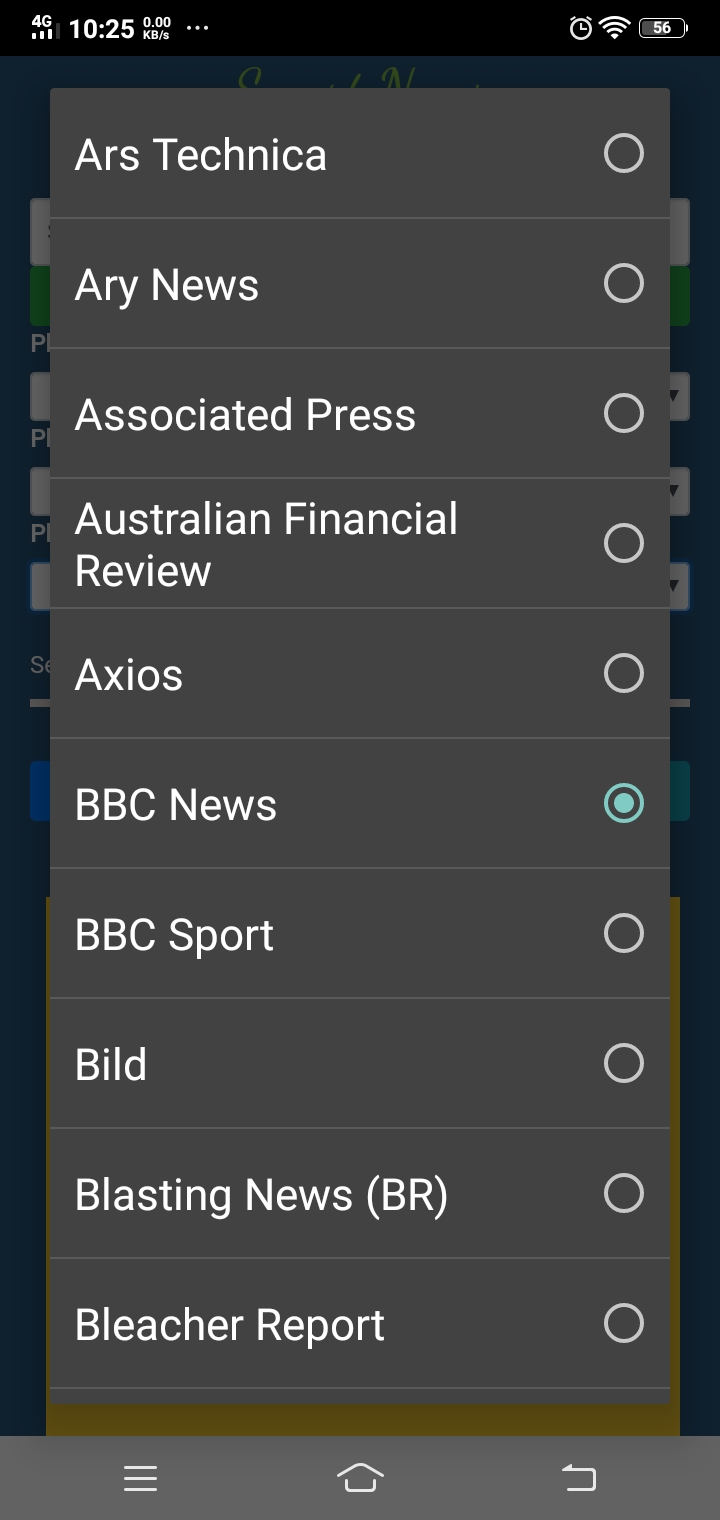 4G 10:25 0.00 KB/s ... 56
Ars Technica
Ary News
Associated Press
Australian Financial
Review
Axios
BBC News
BBC Sport
Bild
Blasting News (BR)
Bleacher Report